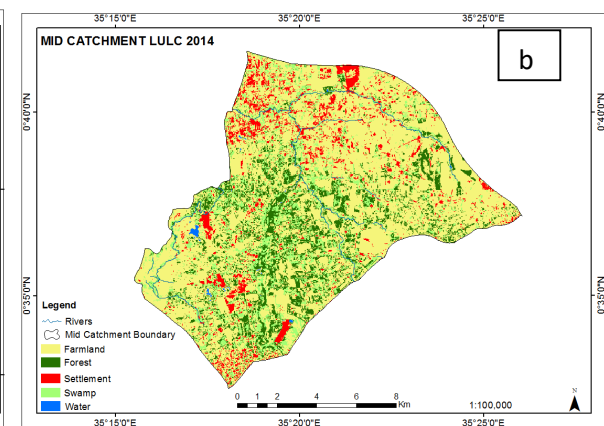 35°15'0"E 35°20'0"E 35°25'0"E
MID CATCHMENT LULC 2014
b
0°40'0"N 0°40'0"N
0°35'0"N 0°35'0"N
Legend
Rivers
Mid Catchment Boundary
Farmland
Forest
Settlement
Swamp
Water
0 1 2 4 6 8
Km
1:100,000
N
35°15'0"E 35°20'0"E 35°25'0"E